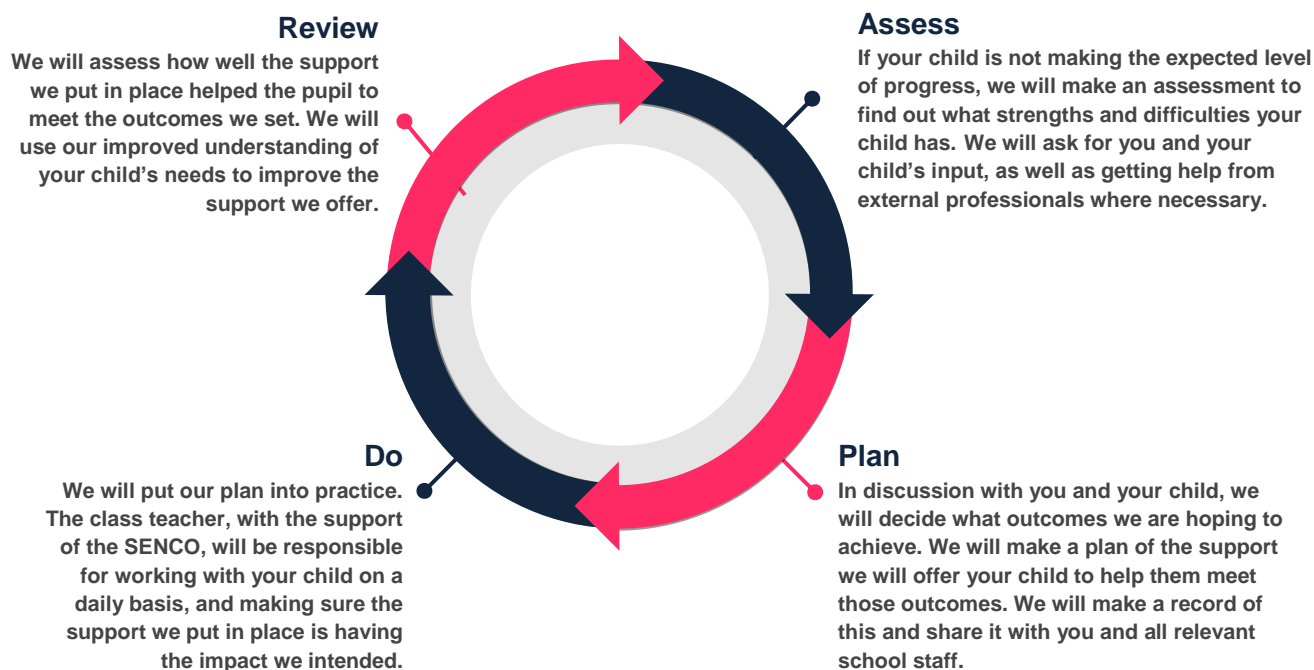 Review
We will assess how well the support
we put in place helped the pupil to
meet the outcomes we set. We will
use our improved understanding of
your child’s needs to improve the
support we offer.
Assess
If your child is not making the expected level
of progress, we will make an assessment to
find out what strengths and difficulties your
child has. We will ask for you and your
child’s input, as well as getting help from
external professionals where necessary.
Do
We will put our plan into practice.
The class teacher, with the support
of the SENCO, will be responsible
for working with your child on a
daily basis, and making sure the
support we put in place is having
the impact we intended.
Plan
In discussion with you and your child, we
will decide what outcomes we are hoping to
achieve. We will make a plan of the support
we will offer your child to help them meet
those outcomes. We will make a record of
this and share it with you and all relevant
school staff.